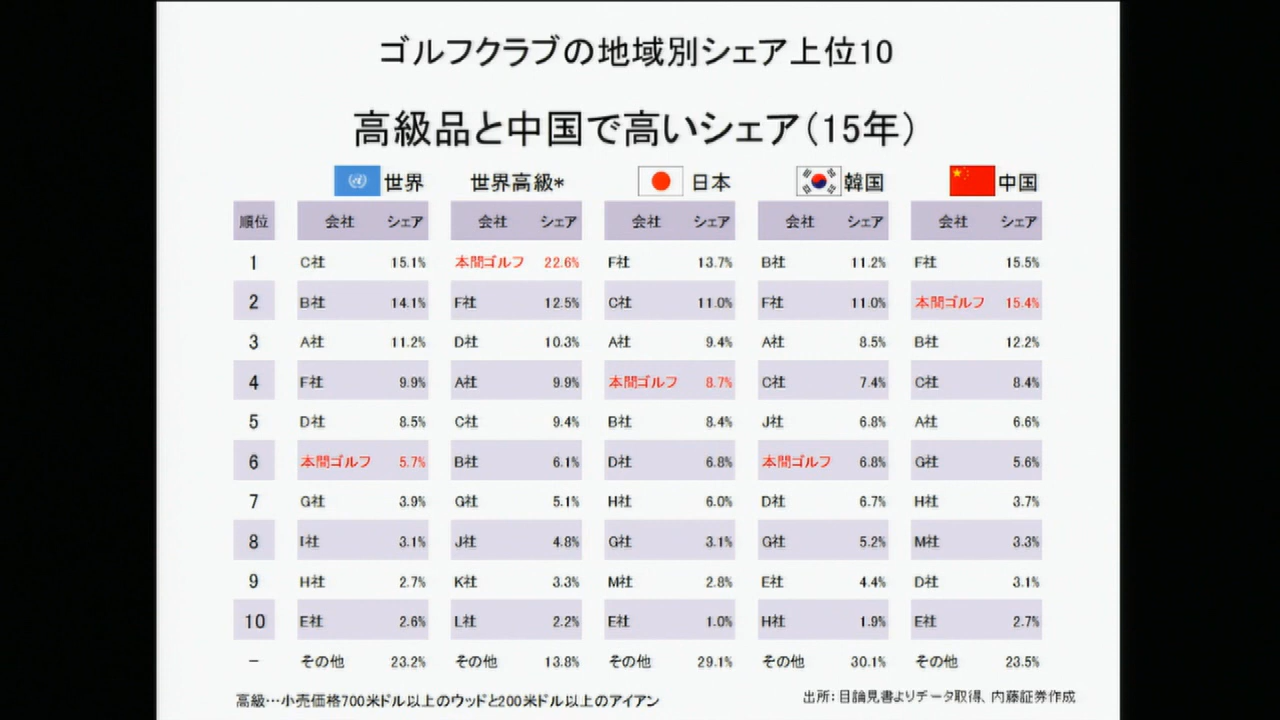 ゴルフクラブの地域別シェア上位10
高級品と中国で高いシェア（15年）
世界 世界高級* 日本 韓国 中国
順位 会社 シェア 会社 シェア 会社 シェア 会社 シェア 会社 シェア
1 C社 15.1% 本間ゴルフ 22.6% F社 13.7% B社 11.2% F社 15.5%
2 B社 14.1% F社 12.5% C社 11.0% F社 11.0% 本間ゴルフ 15.4%
3 A社 11.2% D社 10.3% A社 9.4% A社 8.5% B社 12.2%
4 F社 9.9% A社 9.9% 本間ゴルフ 8.7% C社 7.4% C社 8.4%
5 D社 8.5% C社 9.4% B社 8.4% J社 6.8% A社 6.6%
6 本間ゴルフ 5.7% B社 6.1% D社 6.8% 本間ゴルフ 6.8% G社 5.6%
7 G社 3.9% G社 5.1% H社 6.0% D社 6.7% H社 3.7%
8 I社 3.1% J社 4.8% G社 3.1% G社 5.2% M社 3.3%
9 H社 2.7% K社 3.3% M社 2.8% E社 4.4% D社 3.1%
10 E社 2.6% L社 2.2% E社 1.0% H社 1.9% E社 2.7%
－ その他 23.2% その他 13.8% その他 29.1% その他 30.1% その他 23.5%
高級…小売価格700米ドル以上のウッドと200米ドル以上のアイアン
出所：目論見書よりデータ取得、内藤証券作成